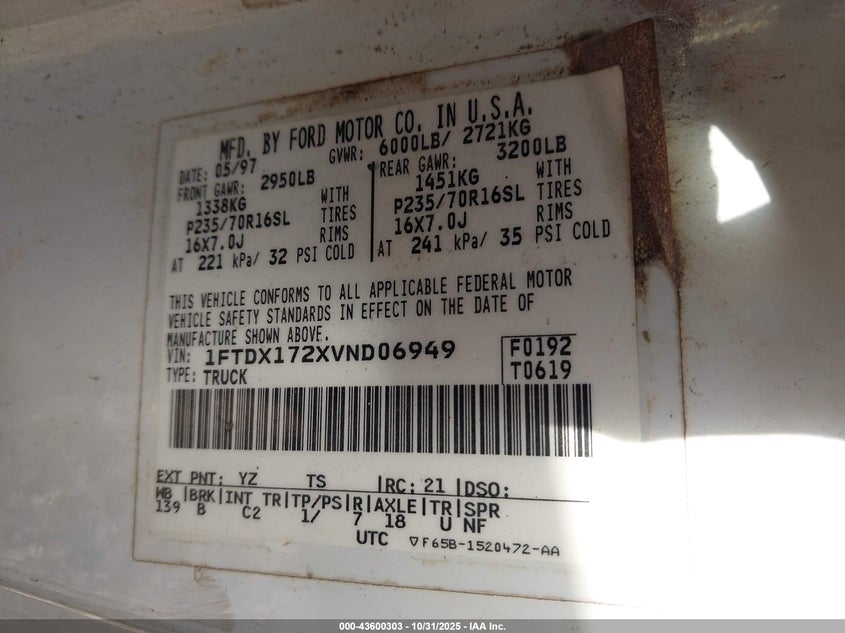 MFD. BY FORD MOTOR CO. IN U.S.A.
DATE: 05/97 GVWR: 6000LB/ 2721KG
FRONT GAWR: 2950LB REAR GAWR: 3200LB
1338KG WITH 1451KG WITH
P235/70R16SL TIRES P235/70R16SL TIRES
16X7.0J RIMS 16X7.0J RIMS
AT 221 kPa/ 32 PSI COLD AT 241 kPa/ 35 PSI COLD
THIS VEHICLE CONFORMS TO ALL APPLICABLE FEDERAL MOTOR
VEHICLE SAFETY STANDARDS IN EFFECT ON THE DATE OF
MANUFACTURE SHOWN ABOVE.
VIN: 1FTDX172XVND06949 F0192
TYPE: TRUCK T0619
EXT PNT: YZ TS |RC: 21 |DSO:
WB |BRK|INT TR|TP/PS|R|AXLE|TR|SPR
139 B C2 1/ 7 18 U NF
UTC ▽F65B-1520472-AA
000-43600303 - 10/31/2025 - IAA Inc.